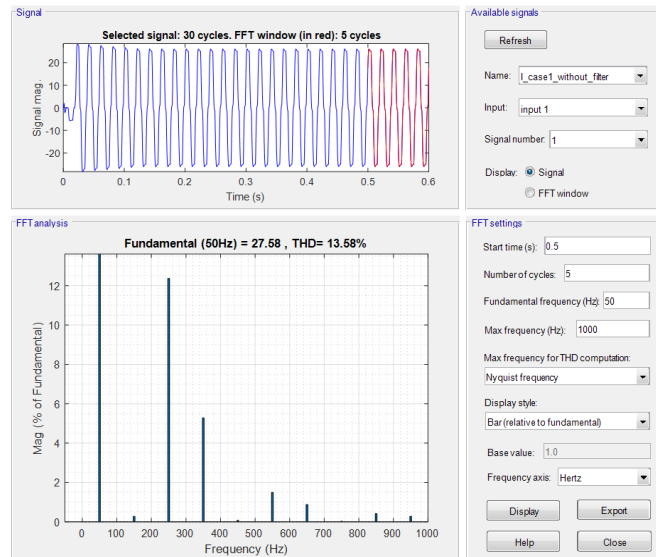 Signal
Selected signal: 30 cycles. FFT window (in red): 5 cycles
Signal mag.
20
10
0
-10
-20
0 0.1 0.2 0.3 0.4 0.5 0.6
Time (s)
Available signals
Refresh
Name: I_case1_without_filter
Input: input 1
Signal number: 1
Display: Signal
FFT window
FFT analysis
Fundamental (50Hz) = 27.58 , THD= 13.58%
Mag (% of Fundamental)
12
10
8
6
4
2
0
0 100 200 300 400 500 600 700 800 900 1000
Frequency (Hz)
FFT settings
Start time (s): 0.5
Number of cycles: 5
Fundamental frequency (Hz): 50
Max frequency (Hz): 1000
Max frequency for THD computation:
Nyquist frequency
Display style:
Bar (relative to fundamental)
Base value: 1.0
Frequency axis: Hertz
Display Export
Help Close